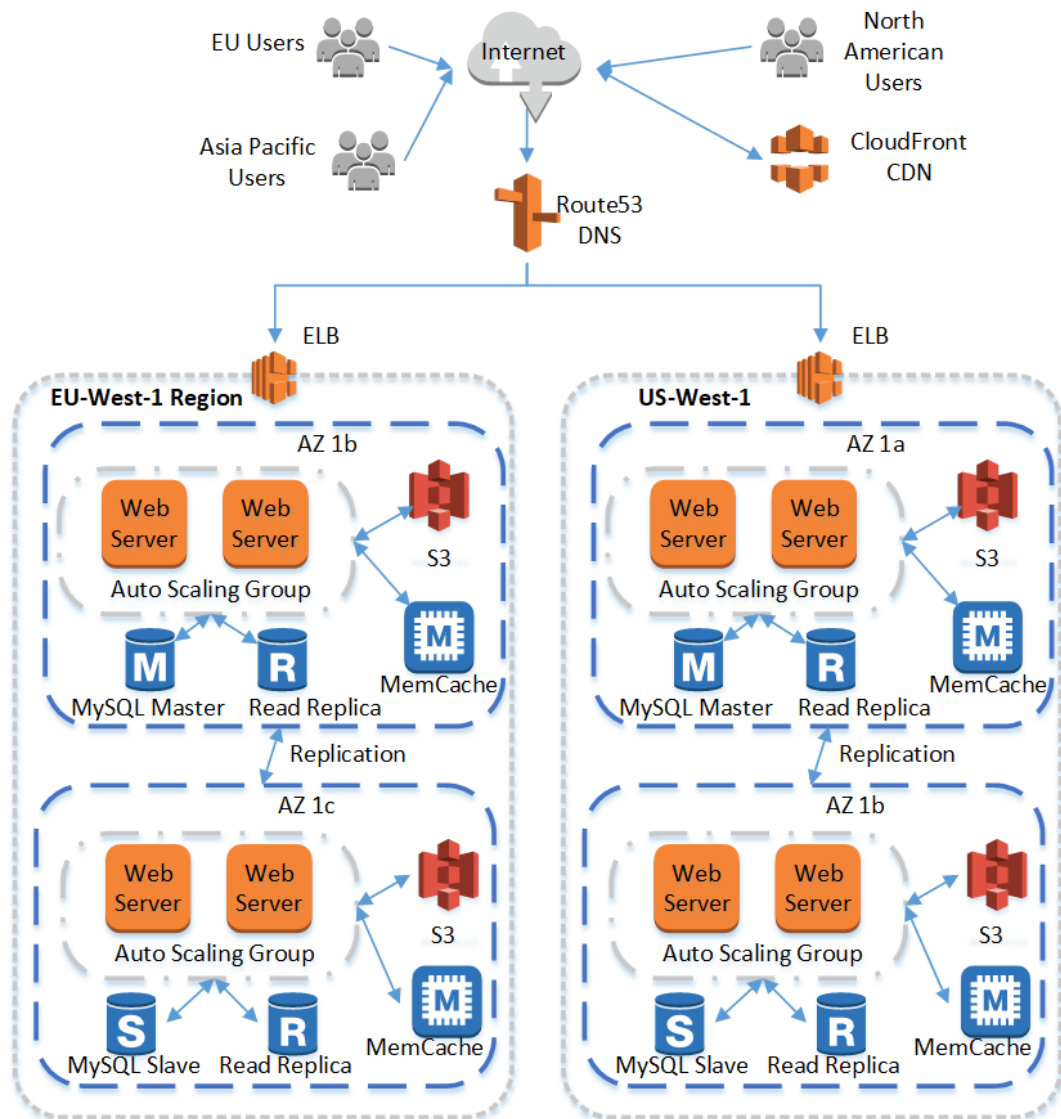 EU Users
Internet
North
American
Users
Asia Pacific
Users
CloudFront
CDN
Route53
DNS
ELB
ELB
EU-West-1 Region
AZ 1b
Web
Server
Web
Server
S3
Auto Scaling Group
M
R
M
MemCache
MySQL Master
Read Replica
Replication
AZ 1c
Web
Server
Web
Server
S3
Auto Scaling Group
S
R
M
MemCache
MySQL Slave
Read Replica
US-West-1
AZ 1a
Web
Server
Web
Server
S3
Auto Scaling Group
M
R
M
MemCache
MySQL Master
Read Replica
Replication
AZ 1b
Web
Server
Web
Server
S3
Auto Scaling Group
S
R
M
MemCache
MySQL Slave
Read Replica